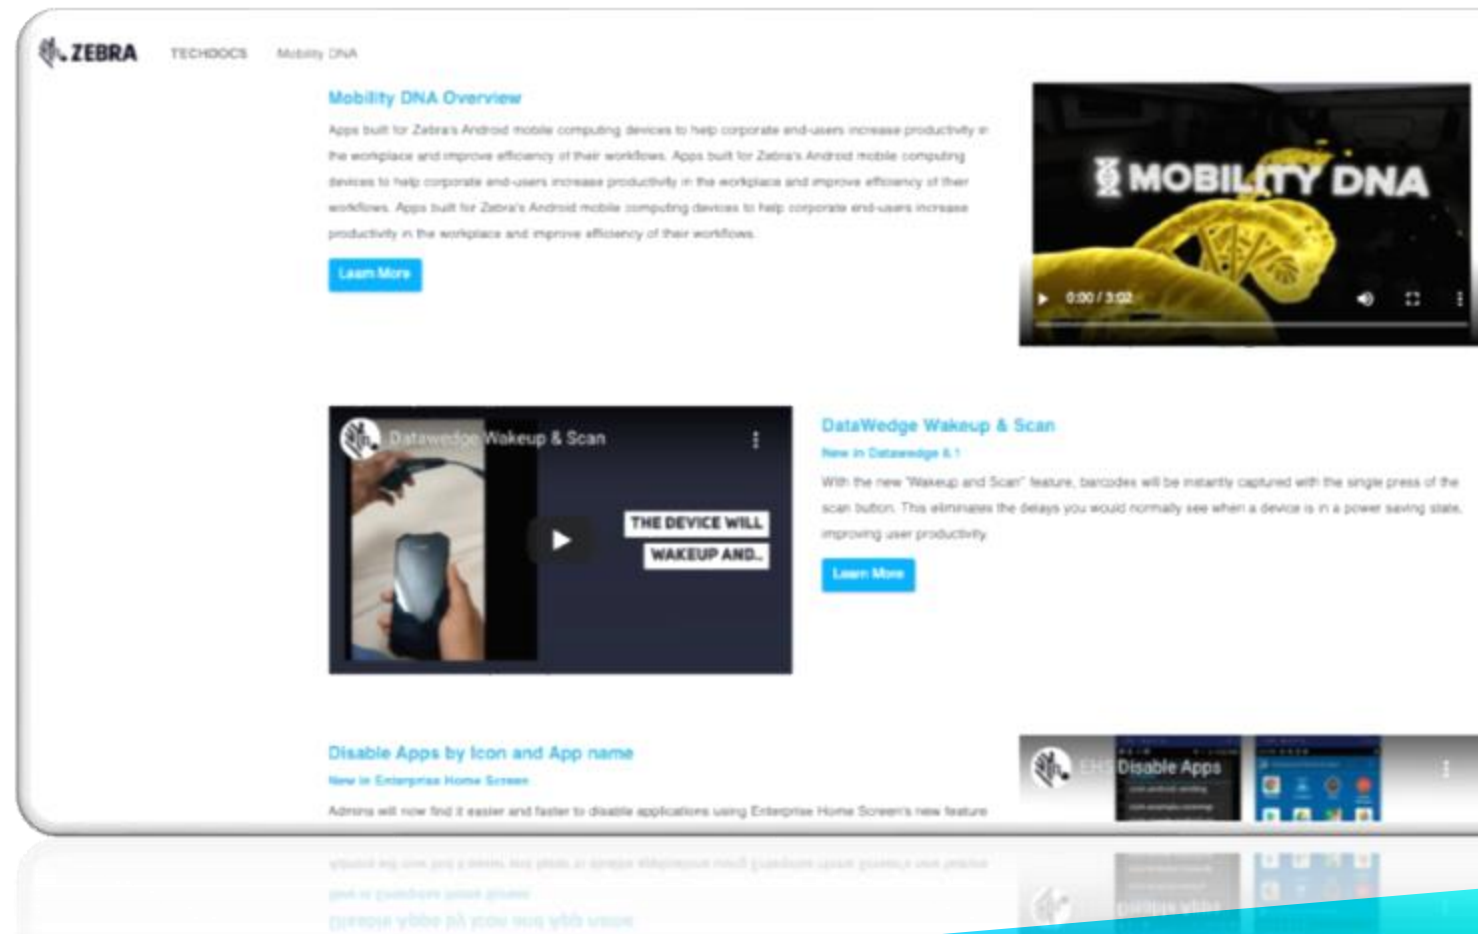 ZEBRA TECHDOCS Mobility DNA
Mobility DNA Overview
Apps built for Zebra's Android mobile computing devices to help corporate end-users increase productivity in
the workplace and improve efficiency of their workflows. Apps built for Zebra's Android mobile computing
devices to help corporate end-users increase productivity in the workplace and improve efficiency of their
workflows. Apps built for Zebra's Android mobile computing devices to help corporate end-users increase
productivity in the workplace and improve efficiency of their workflows.
Learn More
MOBILITY DNA
0:00 / 3:02
Datawedge Wakeup & Scan
THE DEVICE WILL
WAKEUP AND..
DataWedge Wakeup & Scan
New in Datawedge 8.1
With the new "Wakeup and Scan" feature, barcodes will be instantly captured with the single press of the
scan button. This eliminates the delays you would normally see when a device is in a power saving state,
improving user productivity.
Learn More
Disable Apps by Icon and App name
New in Enterprise Home Screen
Admins will now find it easier and faster to disable applications using Enterprise Home Screen's new feature
EHS Disable Apps